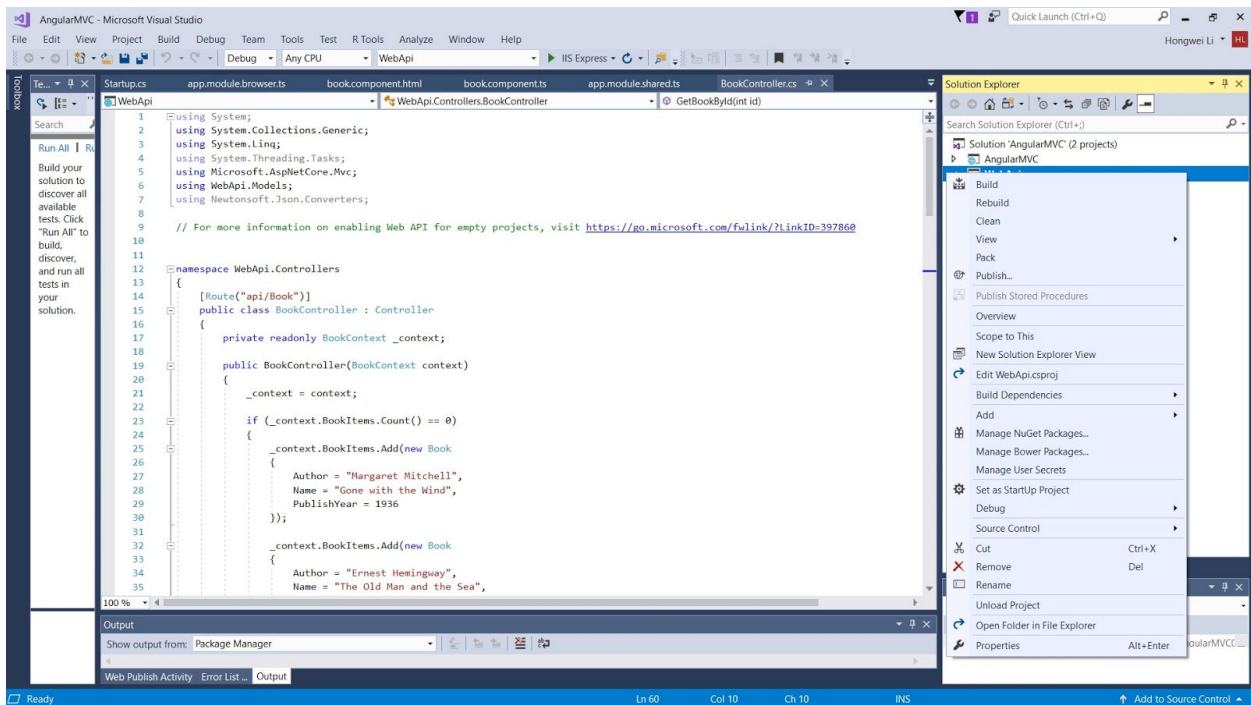 AngularMVC - Microsoft Visual Studio
1
Quick Launch (Ctrl+Q)
File Edit View Project Build Debug Team Tools Test R Tools Analyze Window Help
Hongwei Li HL
Debug Any CPU WebApi IIS Express
Toolbox
Te...
Startup.cs app.module.browser.ts book.component.html book.component.ts app.module.shared.ts BookController.cs
WebApi WebApi.Controllers.BookController GetBookById(int id)
Search
Run All Ru
Build your
solution to
discover all
available
tests. Click
"Run All" to
build,
discover,
and run all
tests in
your
solution.
1 using System;
2 using System.Collections.Generic;
3 using System.Linq;
4 using System.Threading.Tasks;
5 using Microsoft.AspNetCore.Mvc;
6 using WebApi.Models;
7 using Newtonsoft.Json.Converters;
8
9 // For more information on enabling Web API for empty projects, visit https://go.microsoft.com/fwlink/?LinkID=397860
10
11
12 namespace WebApi.Controllers
13 {
14 [Route("api/Book")]
15 public class BookController : Controller
16 {
17 private readonly BookContext _context;
18
19 public BookController(BookContext context)
20 {
21 _context = context;
22
23 if (_context.BookItems.Count() == 0)
24 {
25 _context.BookItems.Add(new Book
26 {
27 Author = "Margaret Mitchell",
28 Name = "Gone with the Wind",
29 PublishYear = 1936
30 });
31
32 _context.BookItems.Add(new Book
33 {
34 Author = "Ernest Hemingway",
35 Name = "The Old Man and the Sea",
100 %
Output
Show output from: Package Manager
Web Publish Activity Error List ... Output
Solution Explorer
Search Solution Explorer (Ctrl+;)
Solution 'AngularMVC' (2 projects)
AngularMVC
Build
Rebuild
Clean
View
Pack
Publish...
Publish Stored Procedures
Overview
Scope to This
New Solution Explorer View
Edit WebApi.csproj
Build Dependencies
Add
Manage NuGet Packages...
Manage Bower Packages...
Manage User Secrets
Set as StartUp Project
Debug
Source Control
Cut Ctrl+X
Remove Del
Rename
Unload Project
Open Folder in File Explorer
Properties Alt+Enter
Ready Ln 60 Col 10 Ch 10 INS Add to Source Control